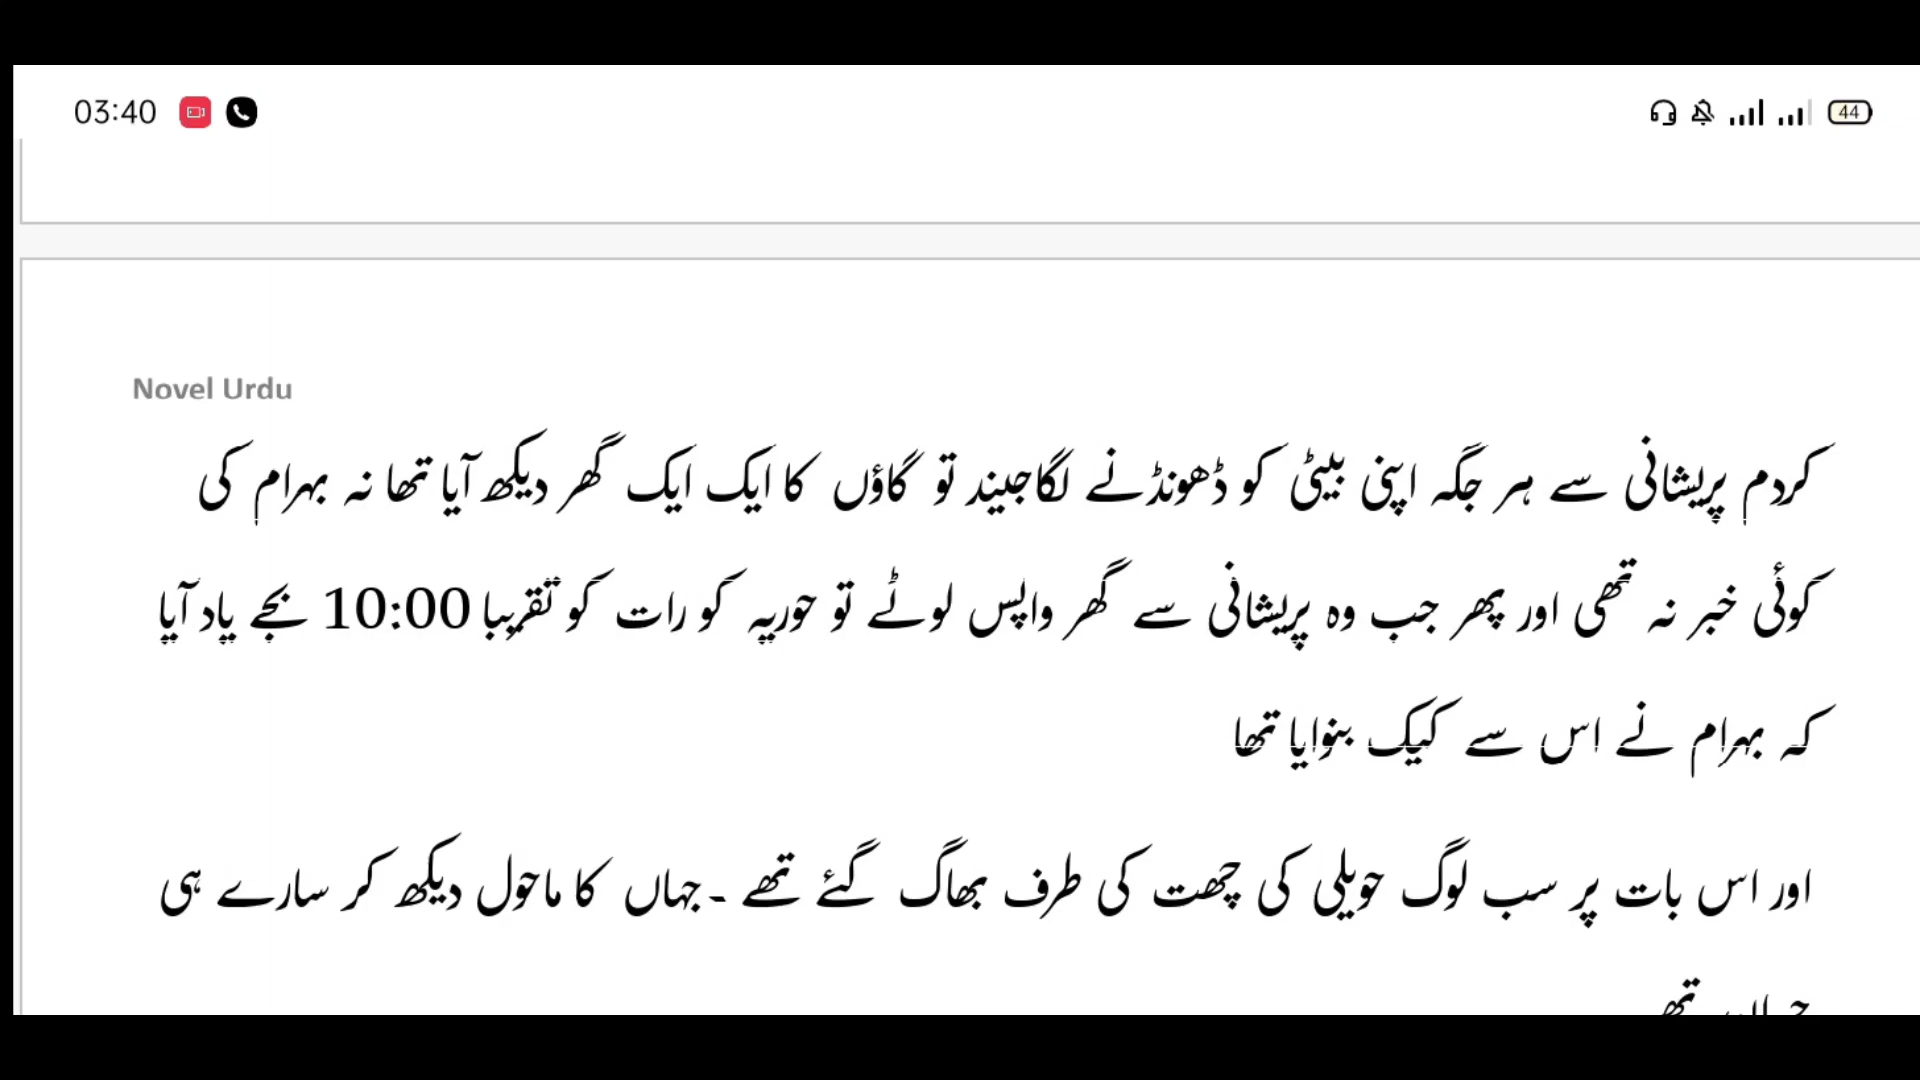 03:40
44
Novel Urdu
کردم پریشانی سے ہر جگہ اپنی بیٹی کو ڈھونڈنے لگاجیند تو گاؤں کا ایک ایک گھر دیکھ آیا تھا نہ بہرام کی
کوئی خبر نہ تھی اور پھر جب وہ پریشانی سے گھر واپس لوٹے تو حوریہ کو رات کو تقریبا 10:00 بجے یاد آیا
کہ بہرام نے اس سے کیک بنوایا تھا
اور اس بات پر سب لوگ حویلی کی چھت کی طرف بھاگ گئے تھے ۔جہاں کا ماحول دیکھ کر سارے ہی